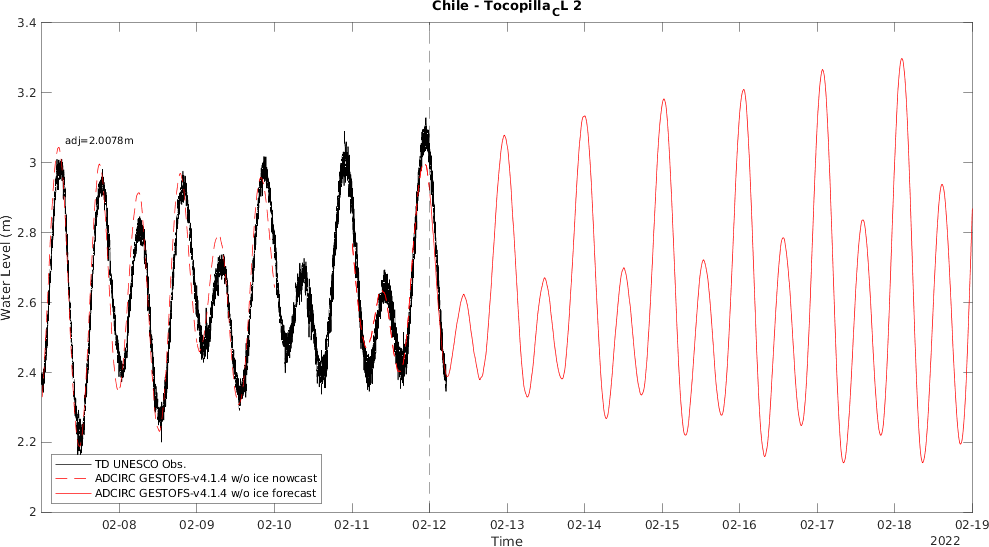 Chile - Tocopilla_CL 2
3.4
3.2
3
2.8
2.6
2.4
2.2
2
Water Level (m)
adj=2.0078m
TD UNESCO Obs.
ADCIRC GESTOFS-v4.1.4 w/o ice nowcast
ADCIRC GESTOFS-v4.1.4 w/o ice forecast
02-08 02-09 02-10 02-11 02-12 02-13 02-14 02-15 02-16 02-17 02-18 02-19
Time
2022